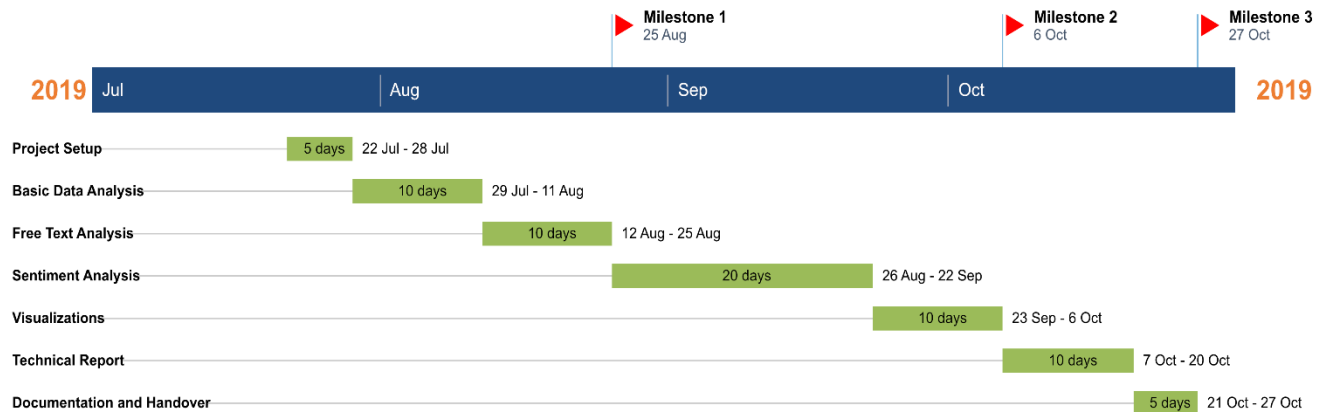 Milestone 1
25 Aug
Milestone 2
6 Oct
Milestone 3
27 Oct
2019 Jul Aug Sep Oct 2019
Project Setup 5 days 22 Jul - 28 Jul
Basic Data Analysis 10 days 29 Jul - 11 Aug
Free Text Analysis 10 days 12 Aug - 25 Aug
Sentiment Analysis 20 days 26 Aug - 22 Sep
Visualizations 10 days 23 Sep - 6 Oct
Technical Report 10 days 7 Oct - 20 Oct
Documentation and Handover 5 days 21 Oct - 27 Oct